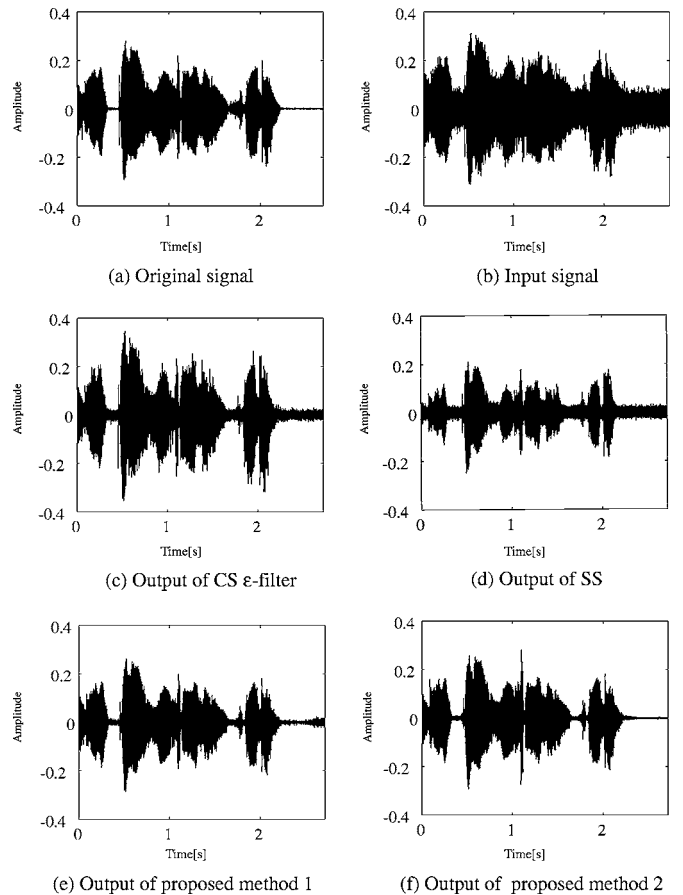 0.4
0.2
0
-0.2
-0.4
Amplitude
0 1 2
Time[s]
(a) Original signal
0.4
0.2
0
-0.2
-0.4
Amplitude
0 1 2
Time[s]
(b) Input signal
0.4
0.2
0
-0.2
-0.4
Amplitude
0 1 2
Time[s]
(c) Output of CS ε-filter
0.4
0.2
0
-0.2
-0.4
Amplitude
0 1 2
Time[s]
(d) Output of SS
0.4
0.2
0
-0.2
-0.4
Amplitude
0 1 2
Time[s]
(e) Output of proposed method 1
0.4
0.2
0
-0.2
-0.4
Amplitude
0 1 2
Time[s]
(f) Output of proposed method 2